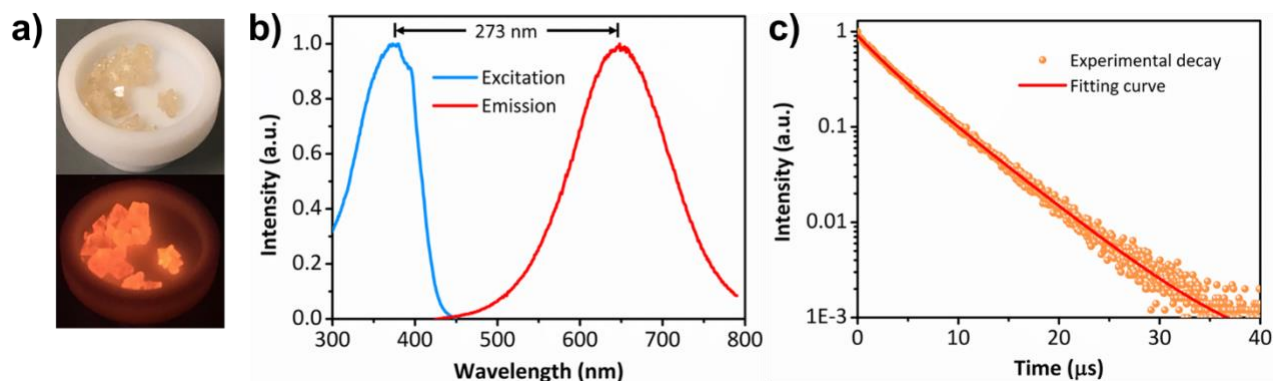 a)
b)
273 nm
Excitation
Emission
Intensity (a.u.)
1.0
0.8
0.6
0.4
0.2
0.0
300 400 500 600 700 800
Wavelength (nm)
c)
Experimental decay
Fitting curve
Intensity (a.u.)
1
0.1
0.01
1E-3
0 10 20 30 40
Time (μs)